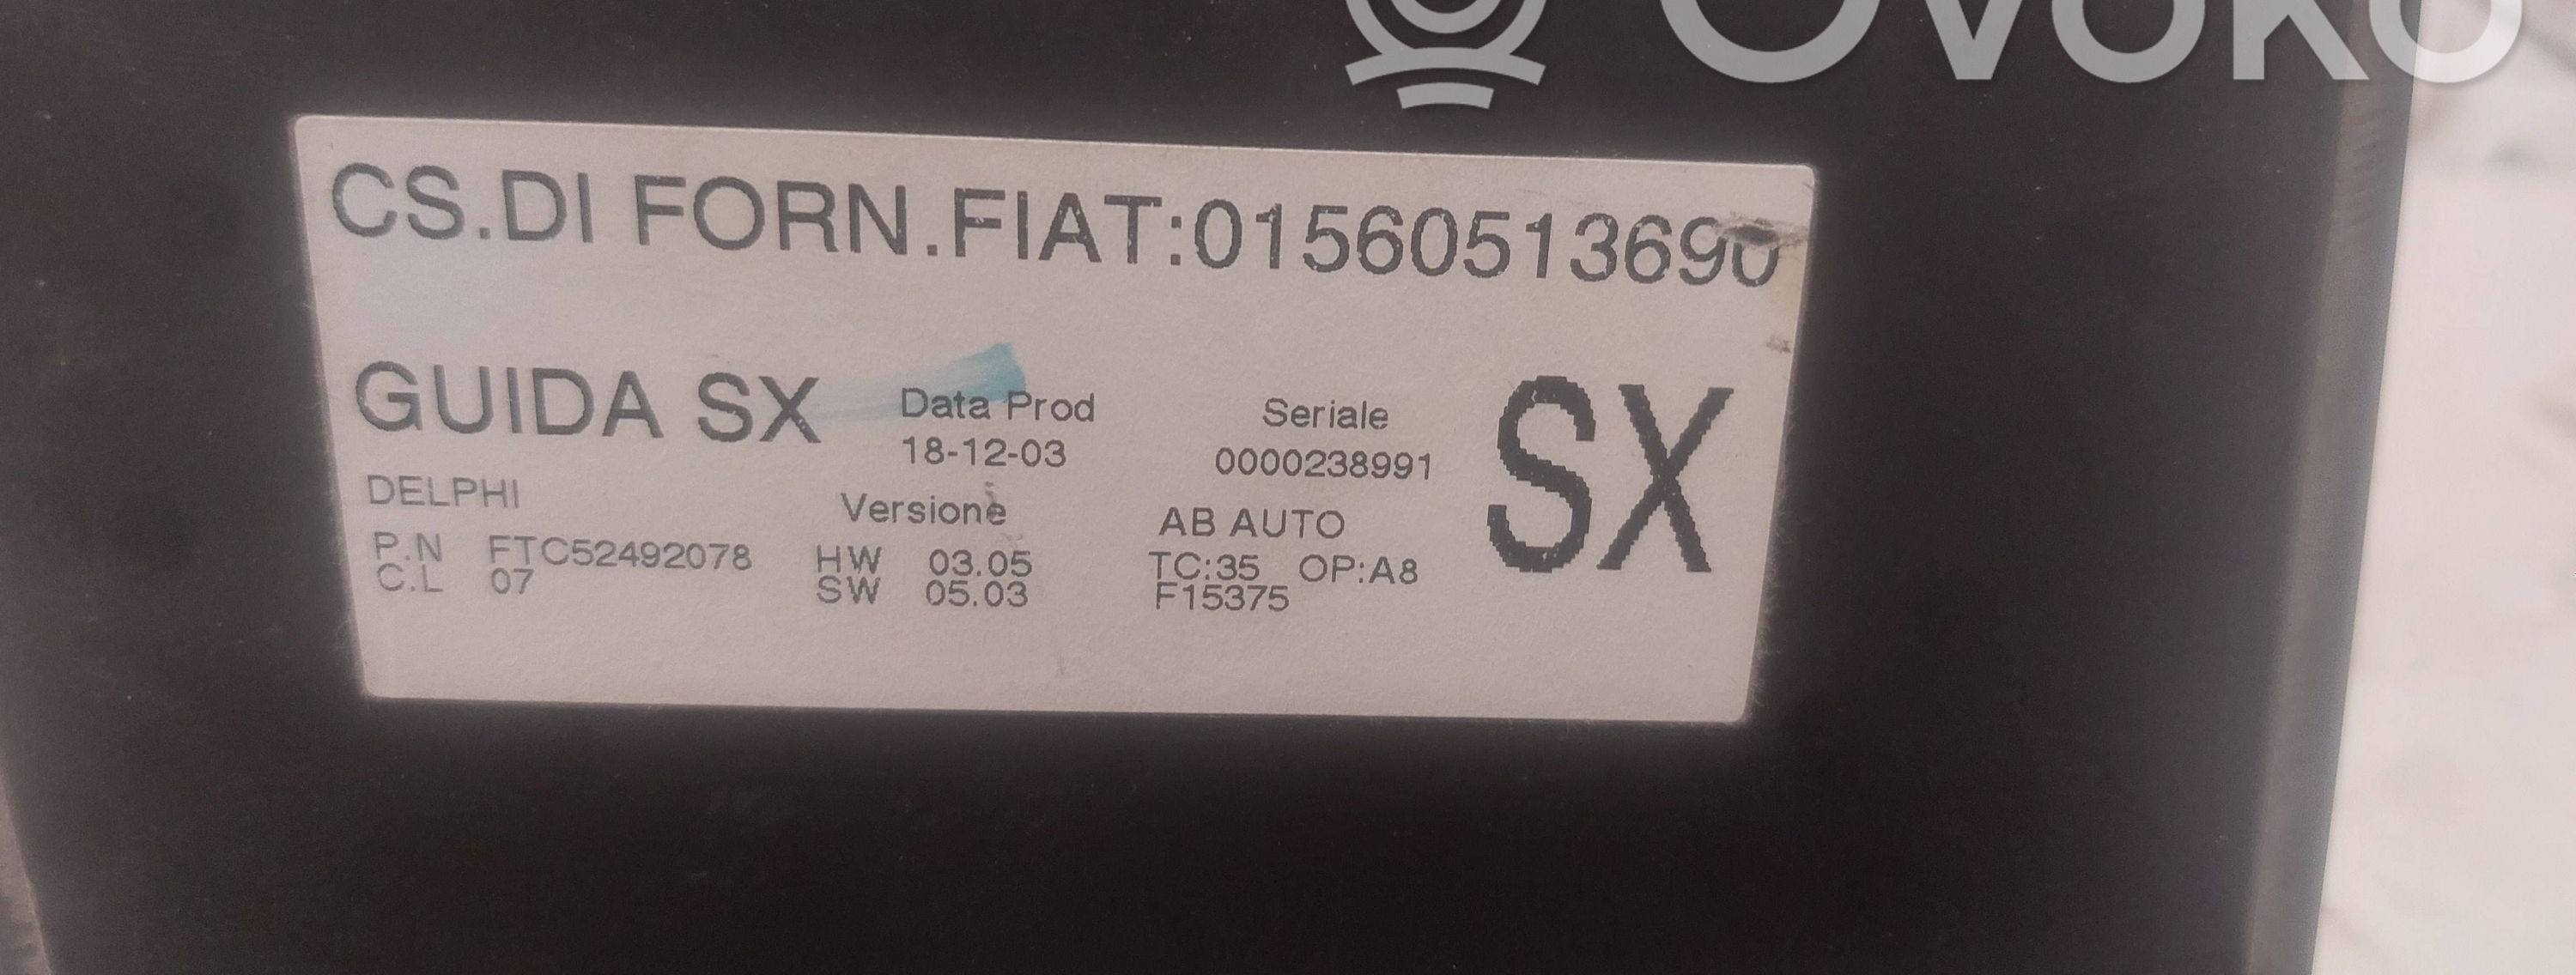 OVOKO
CS.DI FORN.FIAT:01560513690
GUIDA SX
Data Prod
18-12-03
Seriale
0000238991
SX
DELPHI
P.N FTC52492078
C.L 07
Versione
HW 03.05
SW 05.03
AB AUTO
TC:35 OP:A8
F15375